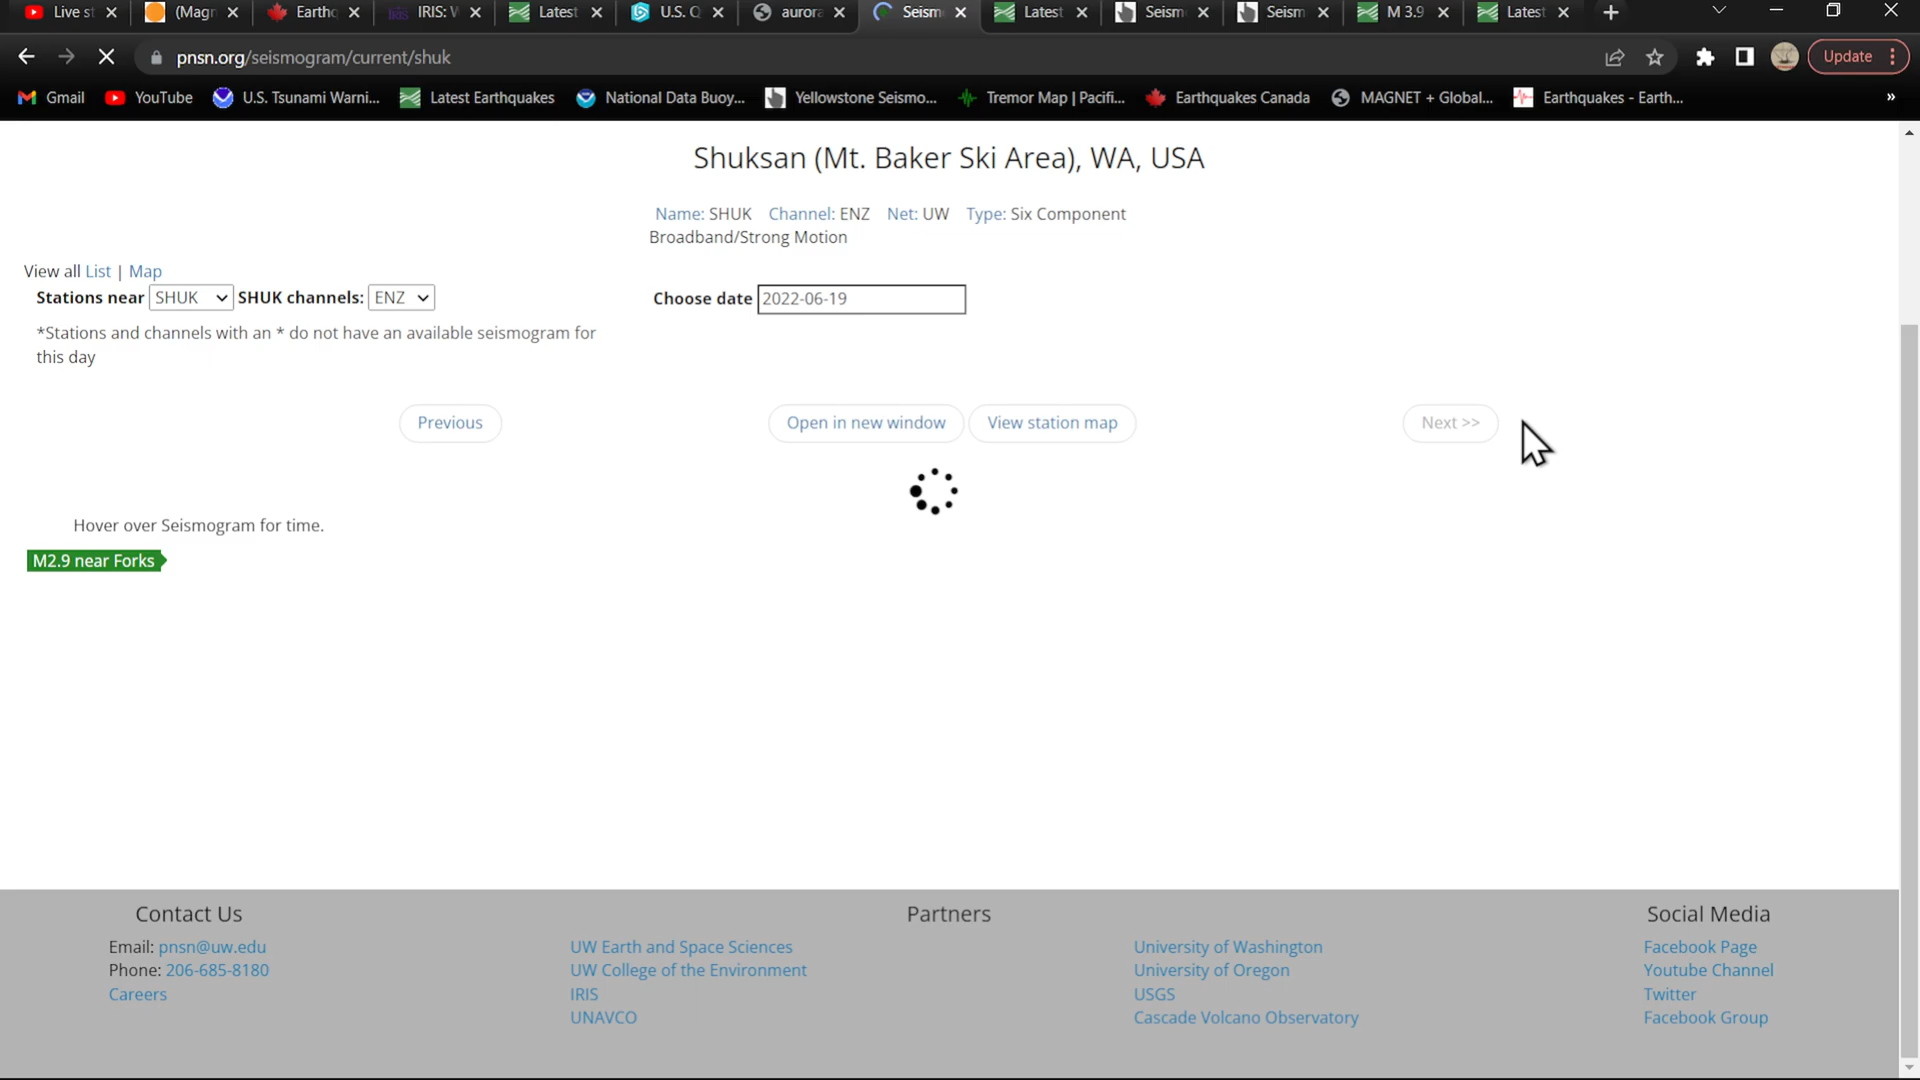 Live st
(Magn
Earthq
IRIS: W
Latest
U.S. Q
aurora
Seism
Latest
Seism
Seism
M 3.9
Latest
pnsn.org/seismogram/current/shuk
Update
Gmail
YouTube
U.S. Tsunami Warni...
Latest Earthquakes
National Data Buoy...
Yellowstone Seismo...
Tremor Map | Pacifi...
Earthquakes Canada
MAGNET + Global...
Earthquakes - Earth...
»
Shuksan (Mt. Baker Ski Area), WA, USA
Name: SHUK Channel: ENZ Net: UW Type: Six Component
Broadband/Strong Motion
View all List | Map
Stations near SHUK SHUK channels: ENZ
Choose date 2022-06-19
*Stations and channels with an * do not have an available seismogram for
this day
Previous
Open in new window
View station map
Next >>
Hover over Seismogram for time.
M2.9 near Forks
Contact Us
Email: pnsn@uw.edu
Phone: 206-685-8180
Careers
Partners
UW Earth and Space Sciences
UW College of the Environment
IRIS
UNAVCO
University of Washington
University of Oregon
USGS
Cascade Volcano Observatory
Social Media
Facebook Page
Youtube Channel
Twitter
Facebook Group